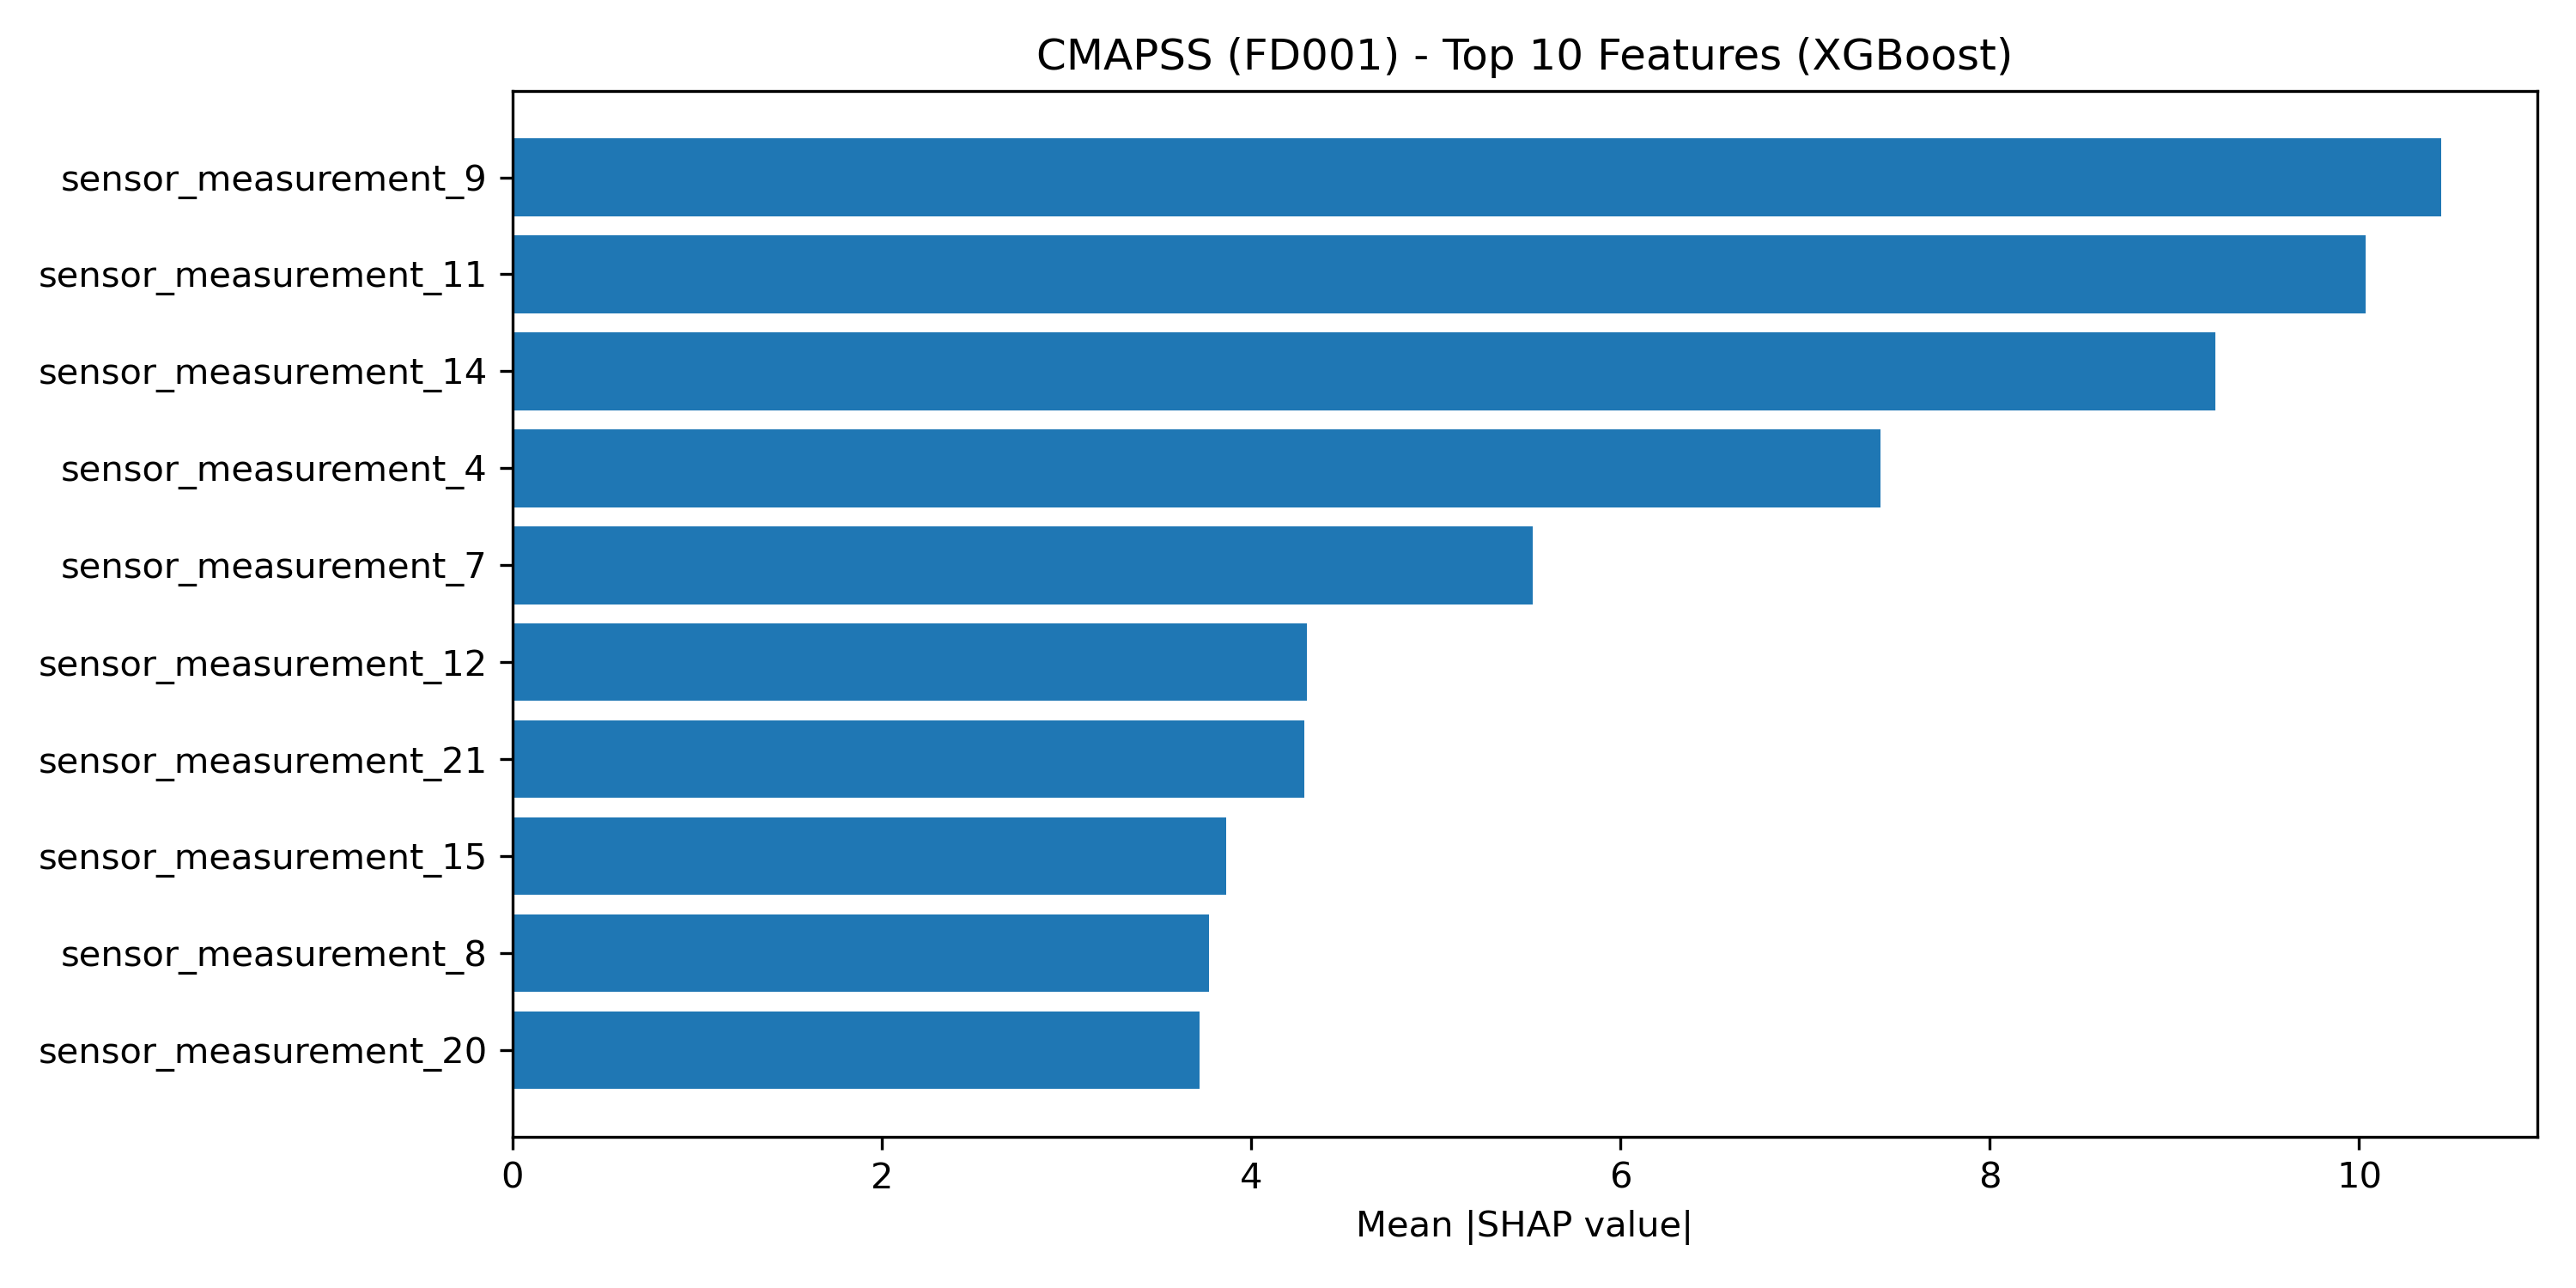 CMAPSS (FD001) - Top 10 Features (XGBoost)
sensor_measurement_9
sensor_measurement_11
sensor_measurement_14
sensor_measurement_4
sensor_measurement_7
sensor_measurement_12
sensor_measurement_21
sensor_measurement_15
sensor_measurement_8
sensor_measurement_20
0 2 4 6 8 10
Mean |SHAP value|